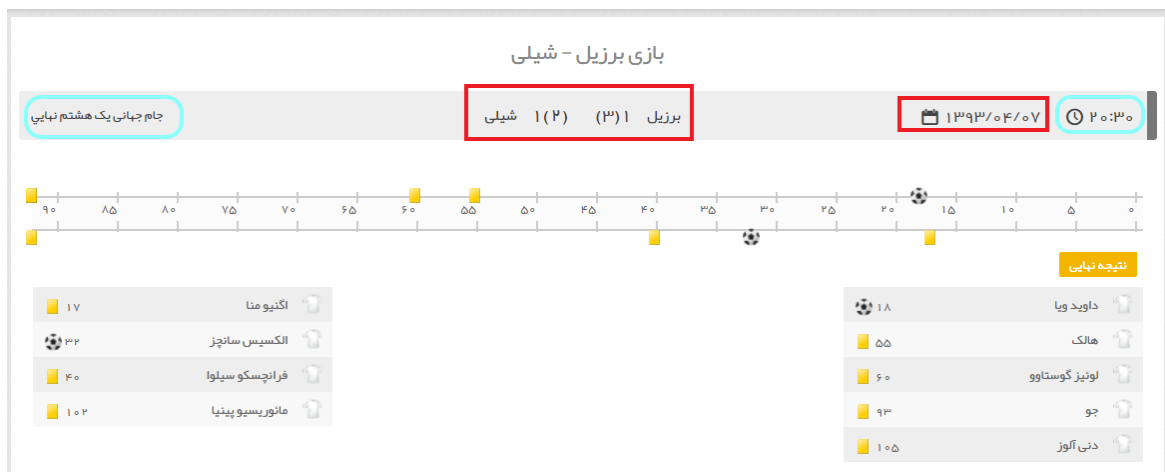 بازی برزیل - شیلی
۲۰:۳۰ ۱۳۹۳/۰۴/۰۷ برزیل ۱(۳) (۲)۱ شیلی جام جهانی یک هشتم نهايي
۰ ۵ ۱۰ ۱۵ ۲۰ ۲۵ ۳۰ ۳۵ ۴۰ ۴۵ ۵۰ ۵۵ ۶۰ ۶۵ ۷۰ ۷۵ ۸۰ ۸۵ ۹۰
نتیجه نهایی
داوید ویا ۱۸
هالک ۵۵
لوئیز گوستاوو ۶۰
جو ۹۳
دنی آلوز ۱۰۵
اگنیو منا ۱۷
الکسیس سانچز ۳۲
فرانچسکو سیلوا ۴۰
مائوریسیو پینیا ۱۰۲